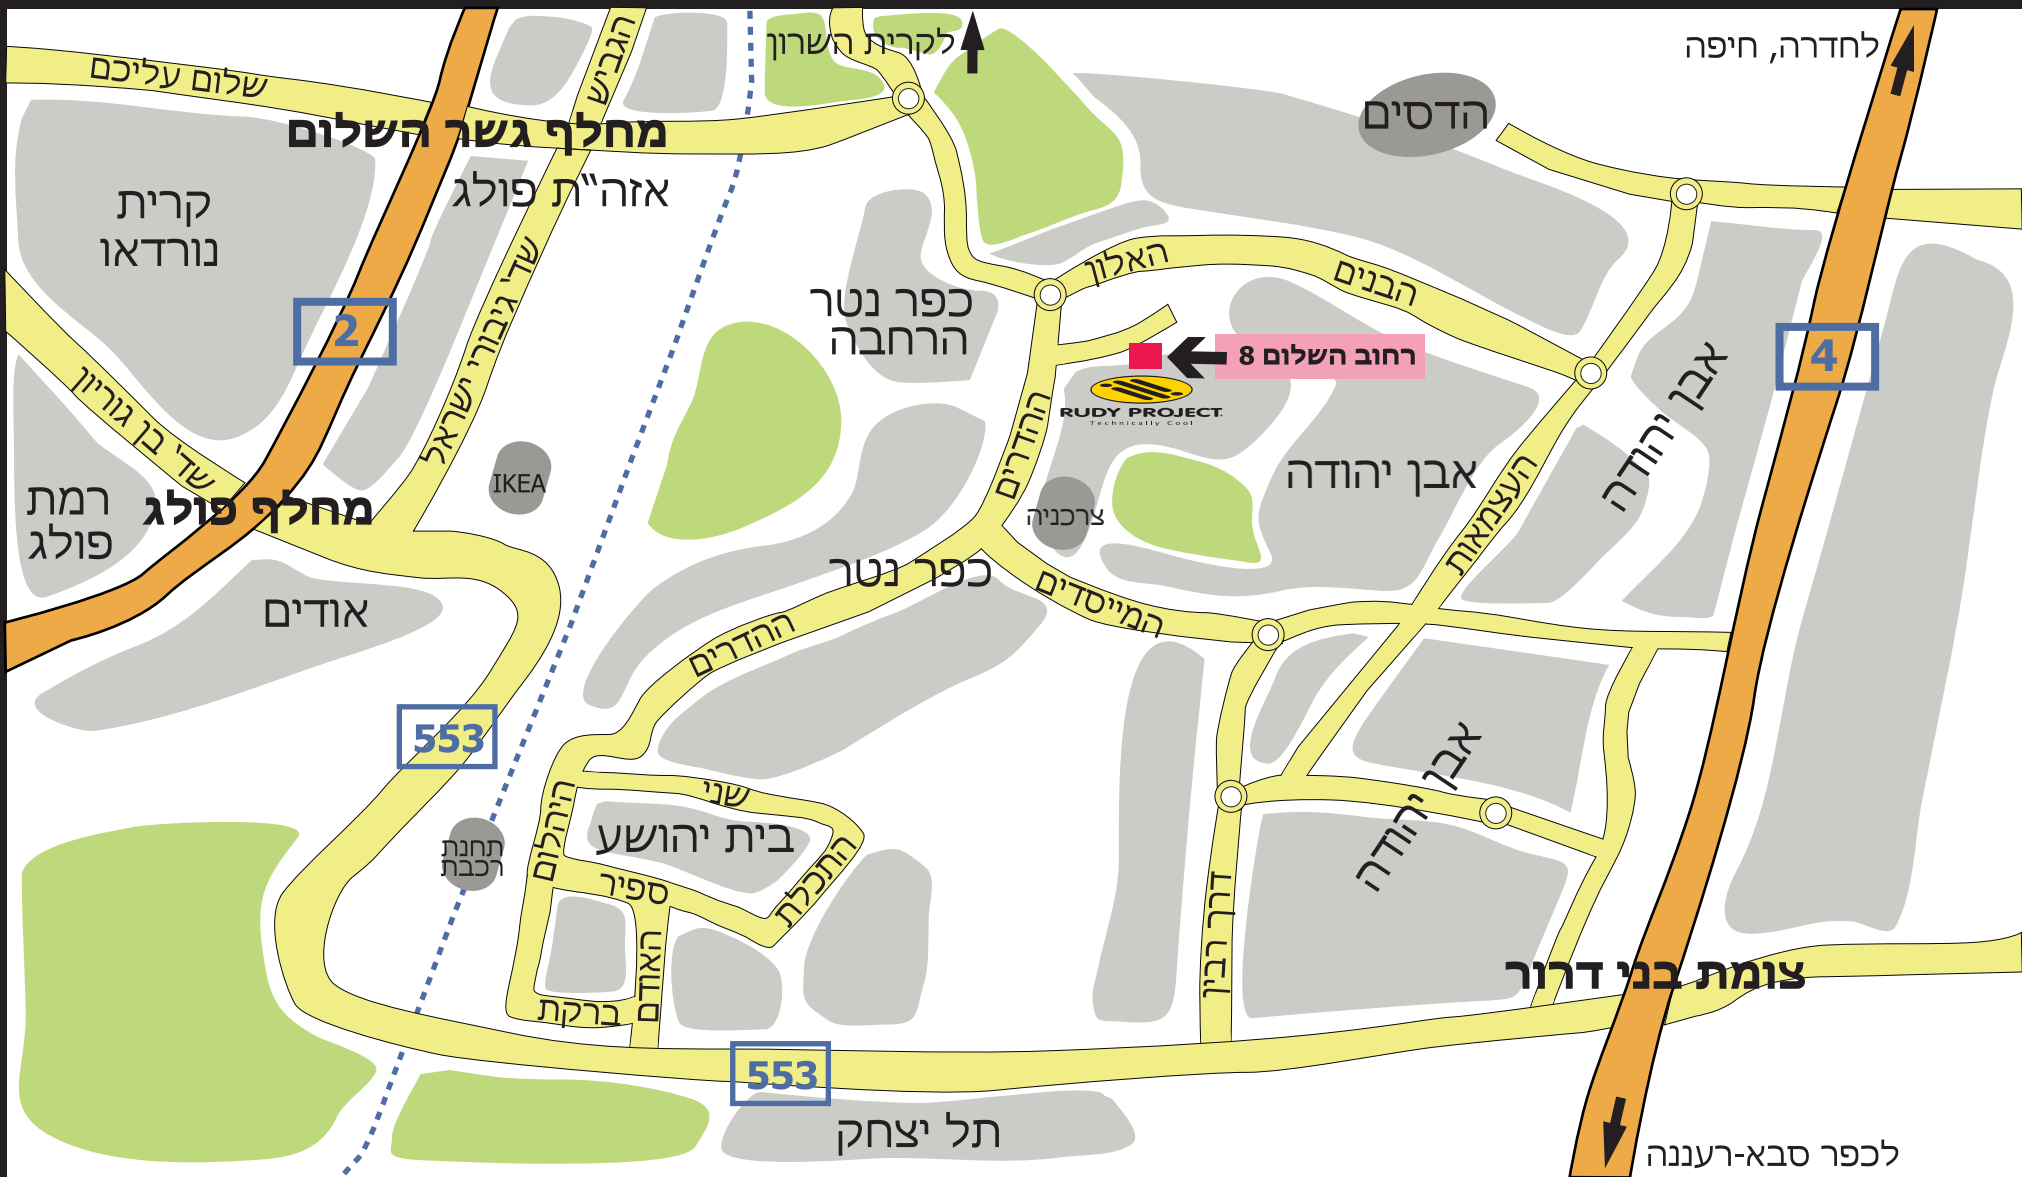 לקרית השרון
לחדרה, חיפה
הגביש
שלום עליכם
הדסים
מחלף גשר השלום
אזה"ת פולג
קרית
נורדאו
האלון
הבנים
כפר נטר
הרחבה
2
4
שד' גיבורי ישראל
רחוב השלום 8
RUDY PROJECT
Technically Cool
אבן יהודה
שד' בן גוריון
ההדרים
אבן יהודה
העצמאות
IKEA
צרכניה
רמת
פולג
מחלף פולג
כפר נטר
המייסדים
אודים
ההדרים
553
אבן יהודה
שני
היהלום
בית יהושע
התכלת
תחנת
רכבת
ספיר
דרך רבין
האודם
ברקת
צומת בני דרור
553
תל יצחק
לכפר סבא-רעננה